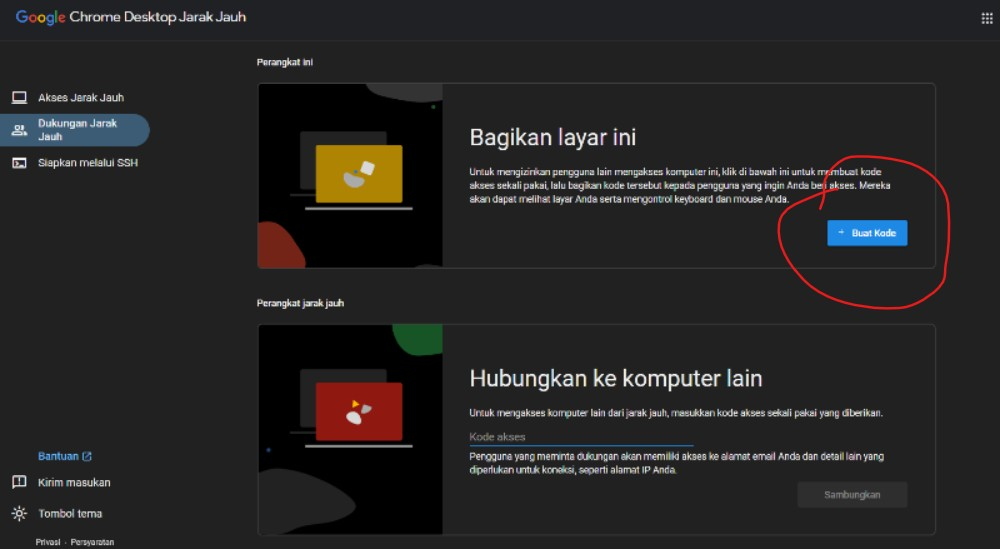 Google Chrome Desktop Jarak Jauh
Perangkat ini
Akses Jarak Jauh
Dukungan Jarak
Jauh
Siapkan melalui SSH
Bagikan layar ini
Untuk mengizinkan pengguna lain mengakses komputer ini, klik di bawah ini untuk membuat kode
akses sekali pakai, lalu bagikan kode tersebut kepada pengguna yang ingin Anda beri akses. Mereka
akan dapat melihat layar Anda serta mengontrol keyboard dan mouse Anda.
Buat Kode
Perangkat jarak jauh
Hubungkan ke komputer lain
Untuk mengakses komputer lain dari jarak jauh, masukkan kode akses sekali pakai yang diberikan.
Kode akses
Pengguna yang meminta dukungan akan memiliki akses ke alamat email Anda dan detail lain yang
diperlukan untuk koneksi, seperti alamat IP Anda.
Sambungkan
Bantuan
Kirim masukan
Tombol tema
Privasi · Persyaratan